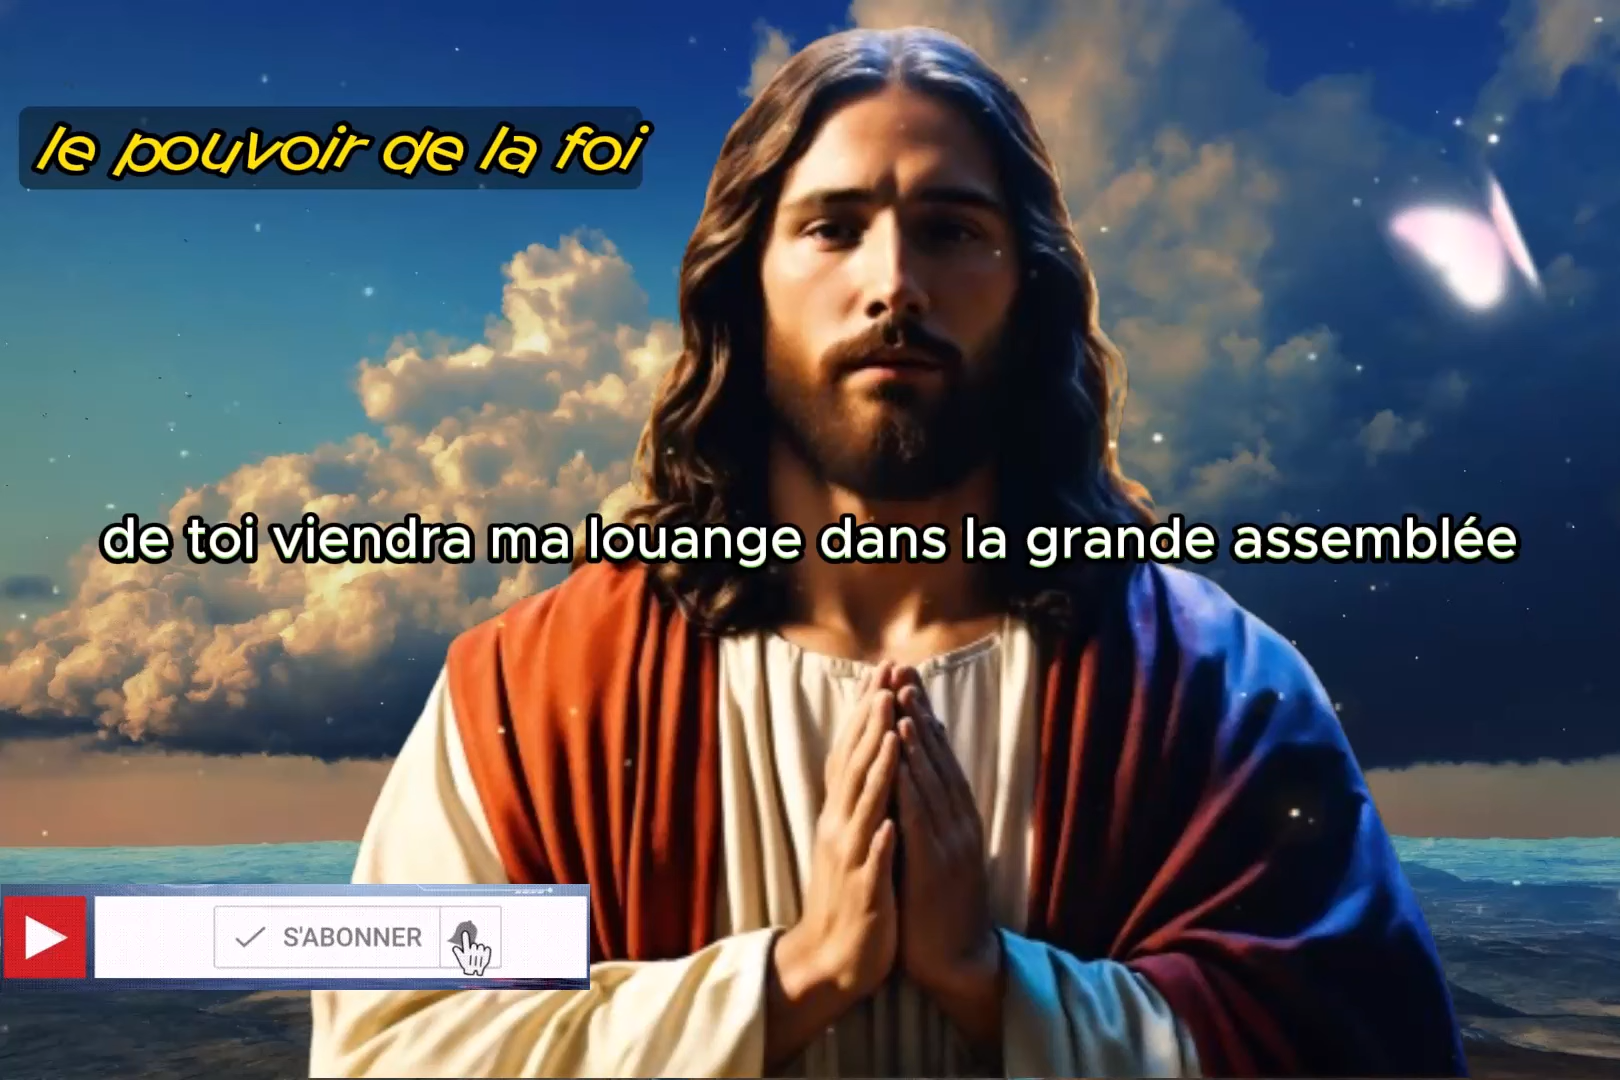 le pouvoir de la foi
de toi viendra ma louange dans la grande assemblée
S'ABONNER